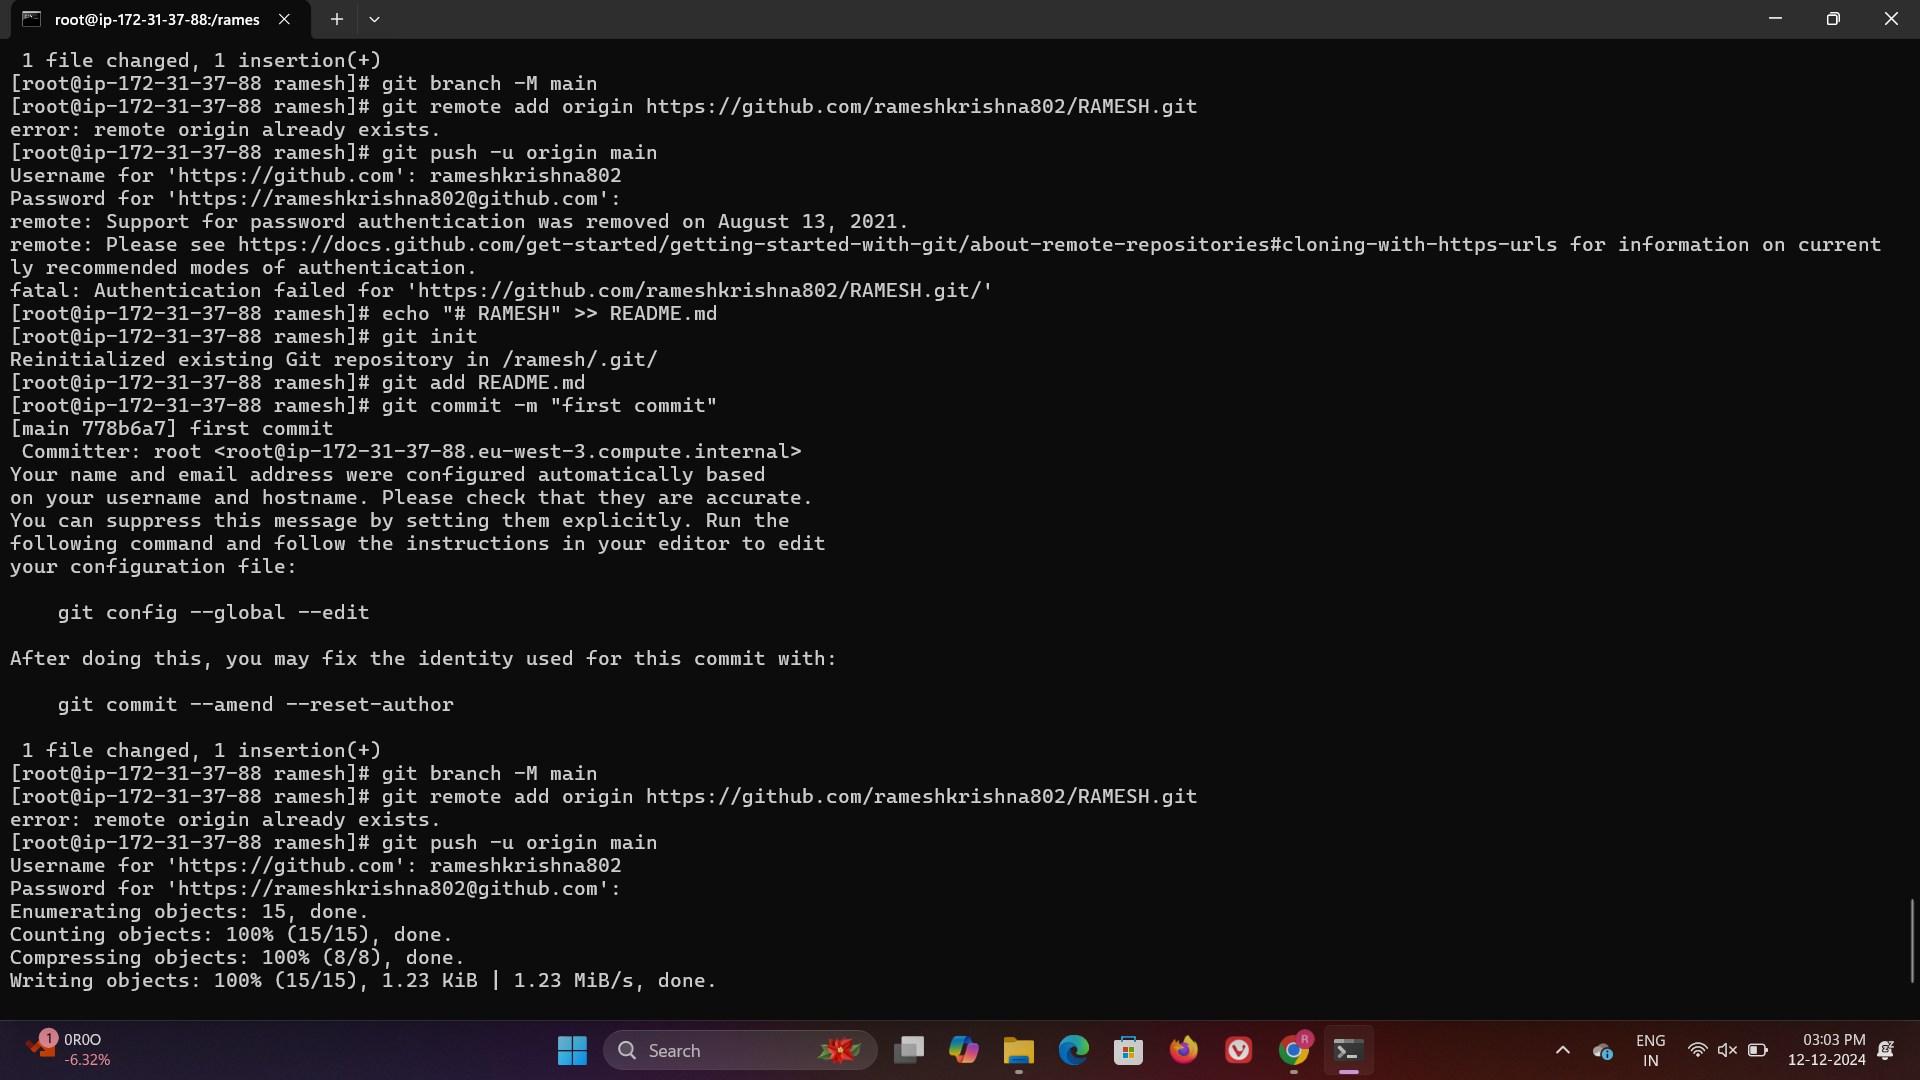 root@ip-172-31-37-88:/rames
 1 file changed, 1 insertion(+)
[root@ip-172-31-37-88 ramesh]# git branch -M main
[root@ip-172-31-37-88 ramesh]# git remote add origin https://github.com/rameshkrishna802/RAMESH.git
error: remote origin already exists.
[root@ip-172-31-37-88 ramesh]# git push -u origin main
Username for 'https://github.com': rameshkrishna802
Password for 'https://rameshkrishna802@github.com':
remote: Support for password authentication was removed on August 13, 2021.
remote: Please see https://docs.github.com/get-started/getting-started-with-git/about-remote-repositories#cloning-with-https-urls for information on current
ly recommended modes of authentication.
fatal: Authentication failed for 'https://github.com/rameshkrishna802/RAMESH.git/'
[root@ip-172-31-37-88 ramesh]# echo "# RAMESH" >> README.md
[root@ip-172-31-37-88 ramesh]# git init
Reinitialized existing Git repository in /ramesh/.git/
[root@ip-172-31-37-88 ramesh]# git add README.md
[root@ip-172-31-37-88 ramesh]# git commit -m "first commit"
[main 778b6a7] first commit
 Committer: root <root@ip-172-31-37-88.eu-west-3.compute.internal>
Your name and email address were configured automatically based
on your username and hostname. Please check that they are accurate.
You can suppress this message by setting them explicitly. Run the
following command and follow the instructions in your editor to edit
your configuration file:
    git config --global --edit
After doing this, you may fix the identity used for this commit with:
    git commit --amend --reset-author
 1 file changed, 1 insertion(+)
[root@ip-172-31-37-88 ramesh]# git branch -M main
[root@ip-172-31-37-88 ramesh]# git remote add origin https://github.com/rameshkrishna802/RAMESH.git
error: remote origin already exists.
[root@ip-172-31-37-88 ramesh]# git push -u origin main
Username for 'https://github.com': rameshkrishna802
Password for 'https://rameshkrishna802@github.com':
Enumerating objects: 15, done.
Counting objects: 100% (15/15), done.
Compressing objects: 100% (8/8), done.
Writing objects: 100% (15/15), 1.23 KiB | 1.23 MiB/s, done.
1
0R0O
-6.32%
Search
R
ENG
IN
03:03 PM
12-12-2024